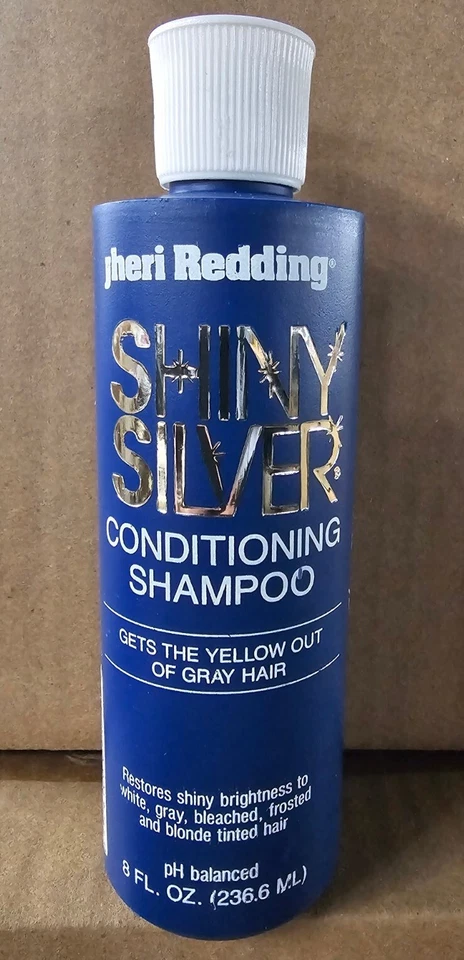 Jheri Redding®
SHINY
SILVER®
CONDITIONING
SHAMPOO
GETS THE YELLOW OUT
OF GRAY HAIR
Restores shiny brightness to
white, gray, bleached, frosted
and blonde tinted hair
pH balanced
8 FL. OZ. (236.6 ML)